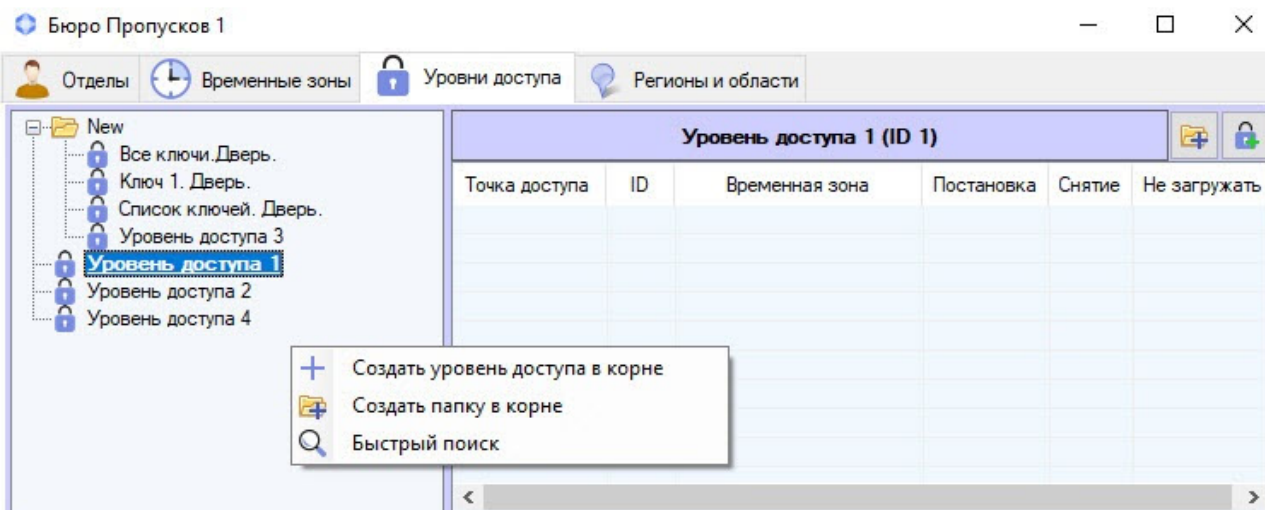 Бюро Пропусков 1
Отделы Временные зоны Уровни доступа Регионы и области
New
Все ключи.Дверь.
Ключ 1. Дверь.
Список ключей. Дверь.
Уровень доступа 3
Уровень доступа 1
Уровень доступа 2
Уровень доступа 4
Уровень доступа 1 (ID 1)
Точка доступа ID Временная зона Постановка Снятие Не загружать
Создать уровень доступа в корне
Создать папку в корне
Быстрый поиск